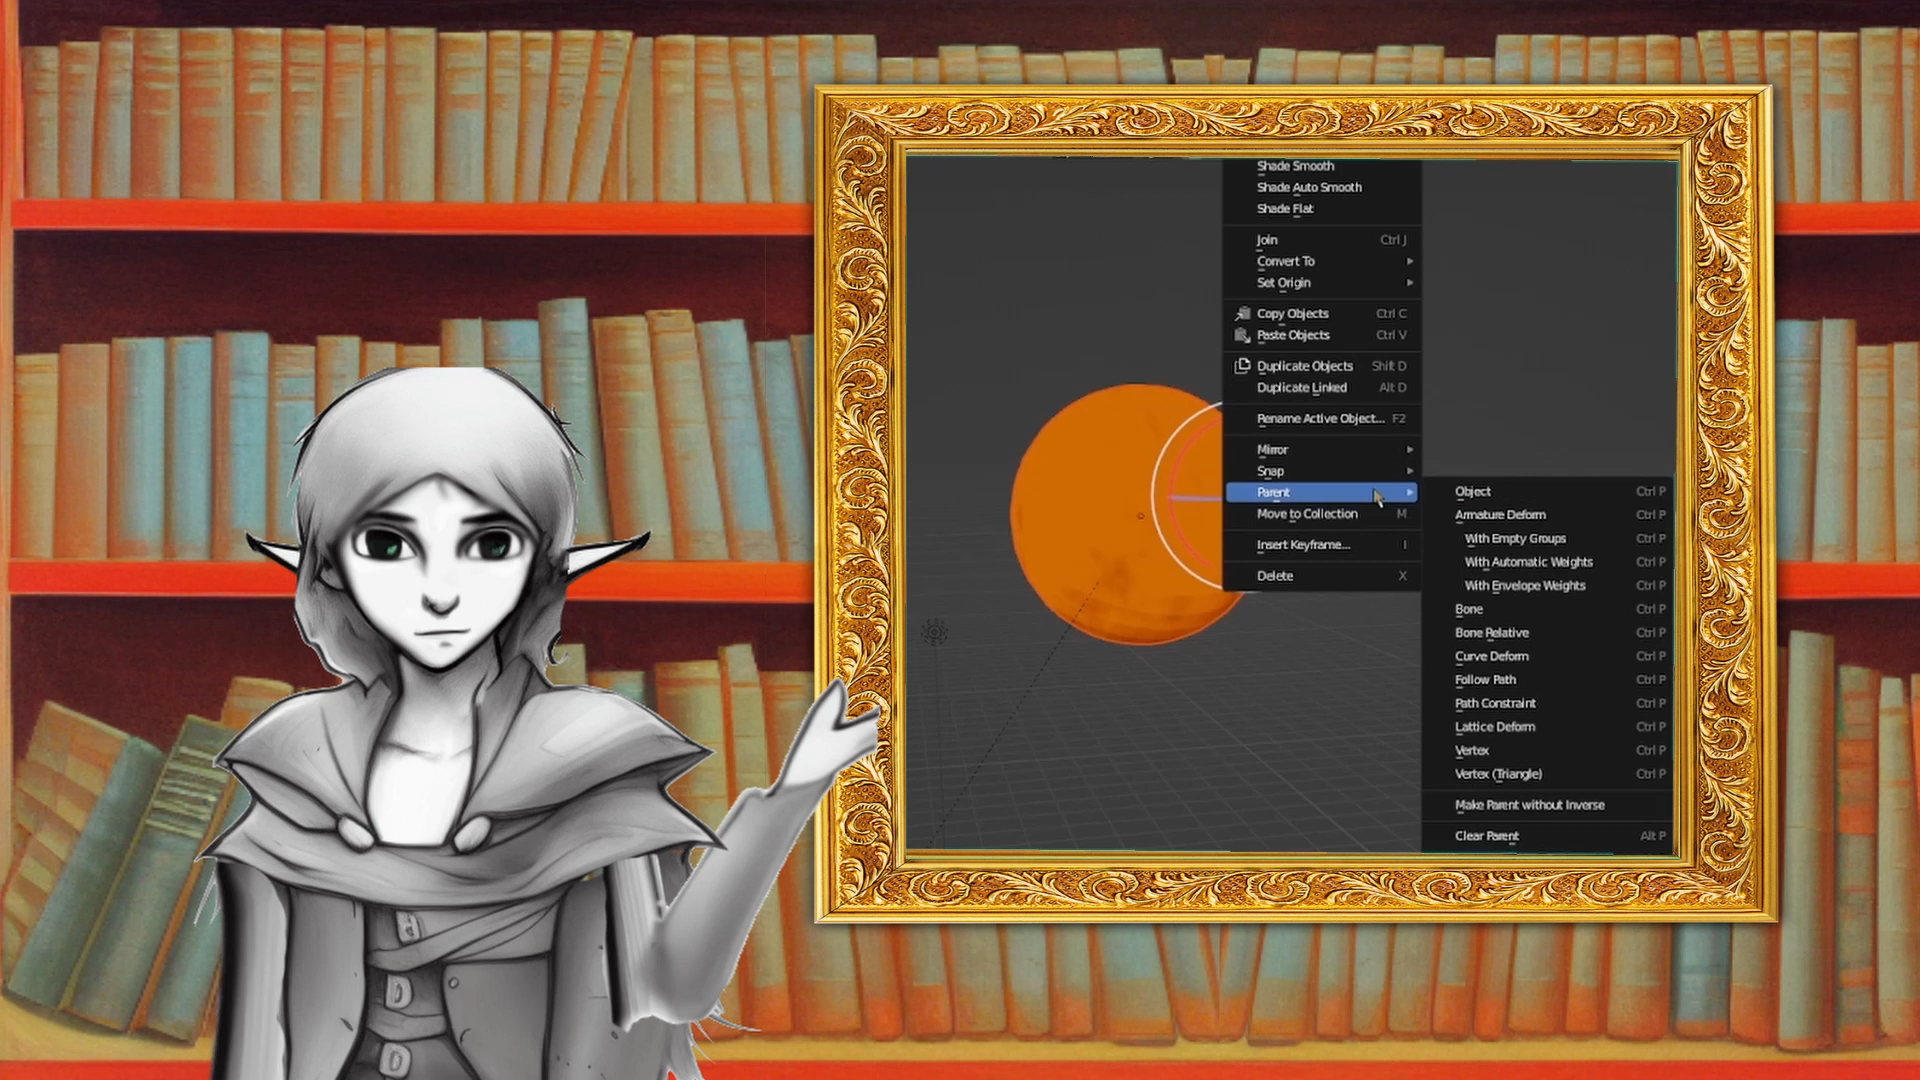 Shade Smooth
Shade Auto Smooth
Shade Flat
Join Ctrl J
Convert To
Set Origin
Copy Objects Ctrl C
Paste Objects Ctrl V
Duplicate Objects Shift D
Duplicate Linked Alt D
Rename Active Object... F2
Mirror
Snap
Parent
Move to Collection M
Insert Keyframe... I
Delete X
Object Ctrl P
Armature Deform Ctrl P
With Empty Groups Ctrl P
With Automatic Weights Ctrl P
With Envelope Weights Ctrl P
Bone Ctrl P
Bone Relative Ctrl P
Curve Deform Ctrl P
Follow Path Ctrl P
Path Constraint Ctrl P
Lattice Deform Ctrl P
Vertex Ctrl P
Vertex (Triangle) Ctrl P
Make Parent without Inverse
Clear Parent Alt P